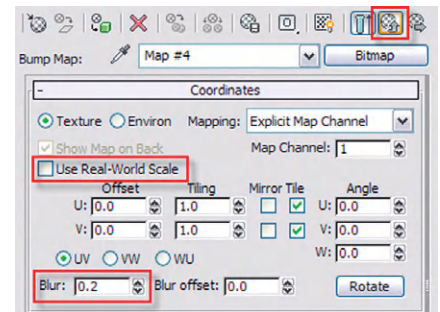 Bump Map: Map #4 Bitmap
- Coordinates
Texture Environ Mapping: Explicit Map Channel
Show Map on Back Map Channel: 1
Use Real-World Scale
Offset Tiling Mirror Tile Angle
U: 0.0 1.0 U: 0.0
V: 0.0 1.0 V: 0.0
UV VW WU W: 0.0
Blur: 0.2 Blur offset: 0.0 Rotate